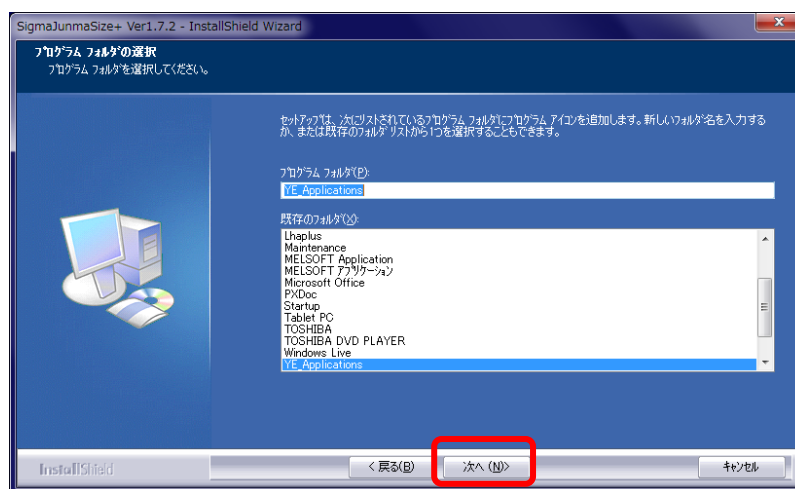 SigmaJunmaSize+ Ver1.7.2 - InstallShield Wizard
ﾌﾟﾛｸﾞﾗﾑ ﾌｫﾙﾀﾞの選択
ﾌﾟﾛｸﾞﾗﾑ ﾌｫﾙﾀﾞを選択してください。
ｾｯﾄｱｯﾌﾟは、次にﾘｽﾄされているﾌﾟﾛｸﾞﾗﾑ ﾌｫﾙﾀﾞにﾌﾟﾛｸﾞﾗﾑ ｱｲｺﾝを追加します。新しいﾌｫﾙﾀﾞ名を入力する
か、または既存のﾌｫﾙﾀﾞ ﾘｽﾄから1つを選択することもできます。
ﾌﾟﾛｸﾞﾗﾑ ﾌｫﾙﾀﾞ(P):
YE_Applications
既存のﾌｫﾙﾀﾞ(X):
Lhaplus
Maintenance
MELSOFT Application
MELSOFT ｱﾌﾟﾘｹｰｼｮﾝ
Microsoft Office
PXDoc
Startup
Tablet PC
TOSHIBA
TOSHIBA DVD PLAYER
Windows Live
YE_Applications
InstallShield
< 戻る(B)
次へ (N)>
ｷｬﾝｾﾙ